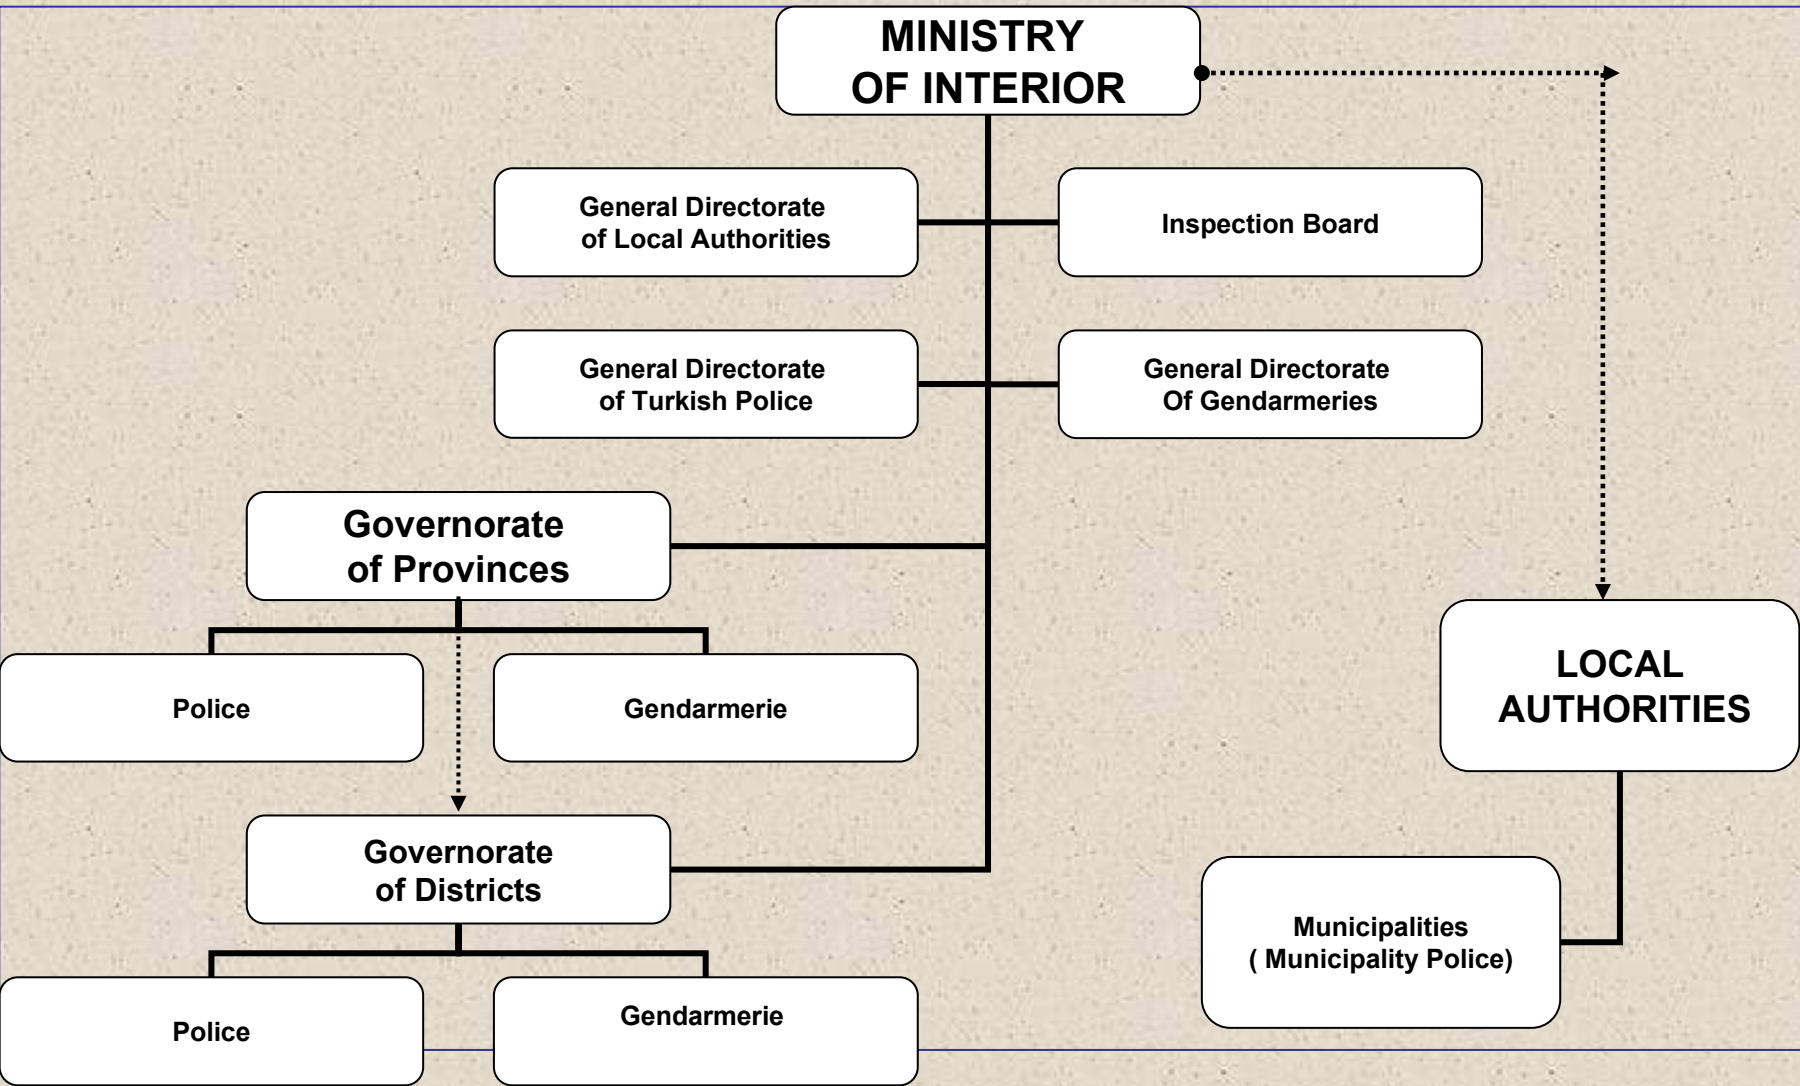 MINISTRY
OF INTERIOR
General Directorate
of Local Authorities
Inspection Board
General Directorate
of Turkish Police
General Directorate
Of Gendarmeries
Governorate
of Provinces
Police
Gendarmerie
LOCAL
AUTHORITIES
Governorate
of Districts
Municipalities
( Municipality Police)
Police
Gendarmerie